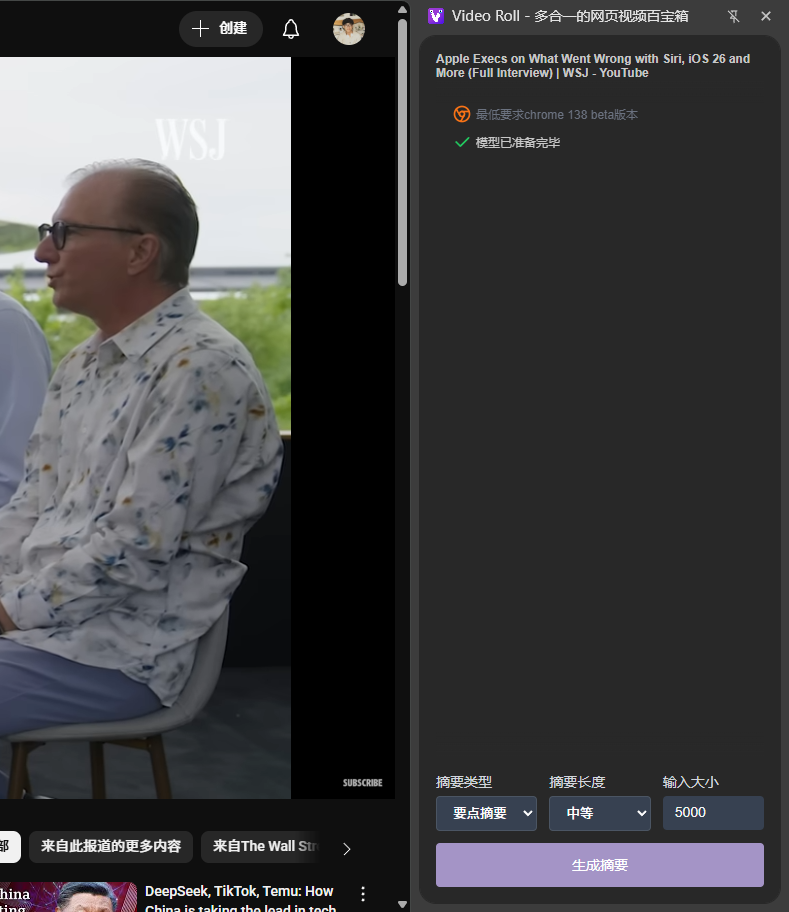 创建
WSJ
SUBSCRIBE
部
来自此报道的更多内容
来自The Wall Str
China
ting
DeepSeek, TikTok, Temu: How
China is taking the lead in tech
Video Roll - 多合一的网页视频百宝箱
Apple Execs on What Went Wrong with Siri, iOS 26 and
More (Full Interview) | WSJ - YouTube
最低要求chrome 138 beta版本
模型已准备完毕
摘要类型 摘要长度 输入大小
要点摘要 中等 5000
生成摘要